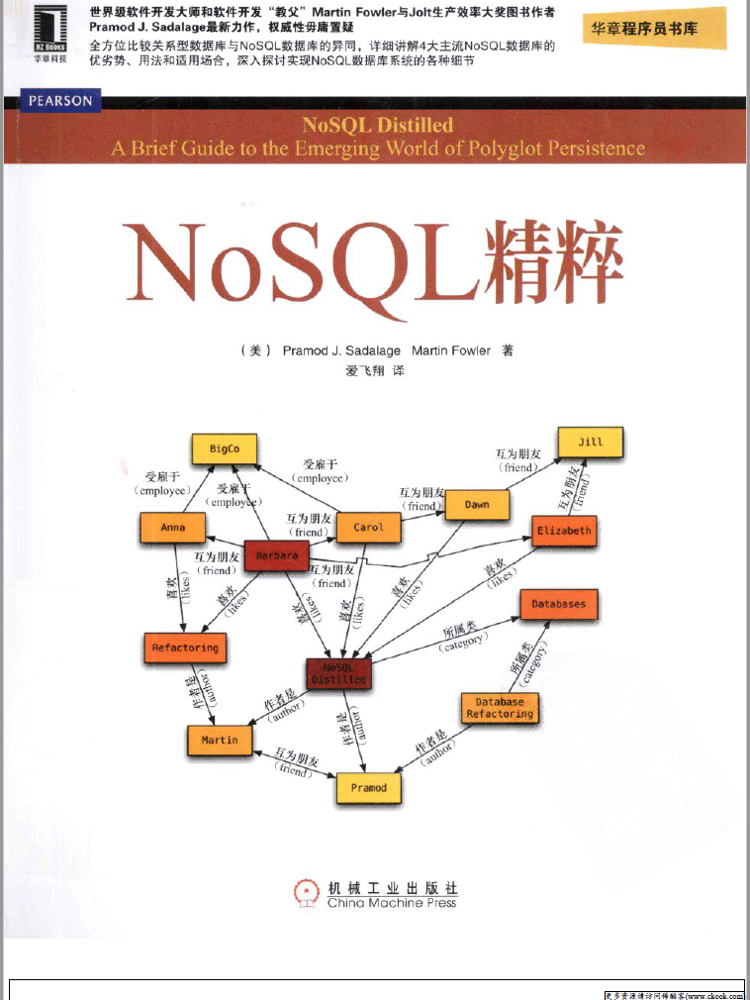 世界级软件开发大师和软件开发“教父”Martin Fowler与Jolt生产效率大奖图书作者
Pramod J. Sadalage最新力作，权威性毋庸置疑
全方位比较关系型数据库与NoSQL数据库的异同，详细讲解4大主流NoSQL数据库的
优劣势、用法和适用场合，深入探讨实现NoSQL数据库系统的各种细节
HZ BOOKS
华章科技
华章程序员书库
PEARSON
NoSQL Distilled
A Brief Guide to the Emerging World of Polyglot Persistence
NoSQL精粹
（美） Pramod J. Sadalage Martin Fowler 著
爱飞翔 译
BigCo
Jill
受雇于
(employee)
受雇于
(employee)
受雇于
(employee)
互为朋友
(friend)
互为朋友
(friend)
互为朋友
(friend)
Anna
互为朋友
(friend)
Carol
Dawn
Elizabeth
Barbara
互为朋友
(friend)
互为朋友
(friend)
喜欢
(likes)
喜欢
(likes)
喜欢
(likes)
喜欢
(likes)
喜欢
(likes)
喜欢
(likes)
Databases
Refactoring
所属类
(category)
所属类
(category)
NoSQL
Distilled
作者是
(author)
作者是
(author)
作者是
(author)
Database
Refactoring
Martin
作者是
(author)
互为朋友
(friend)
Pramod
机械工业出版社
China Machine Press
更多资源请访问稀酷客(www.ckook.com)